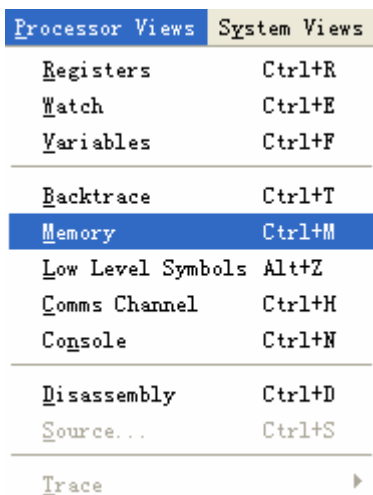 Processor Views System Views
Registers Ctrl+R
Watch Ctrl+E
Variables Ctrl+F
Backtrace Ctrl+T
Memory Ctrl+M
Low Level Symbols Alt+Z
Comms Channel Ctrl+H
Console Ctrl+N
Disassembly Ctrl+D
Source... Ctrl+S
Trace